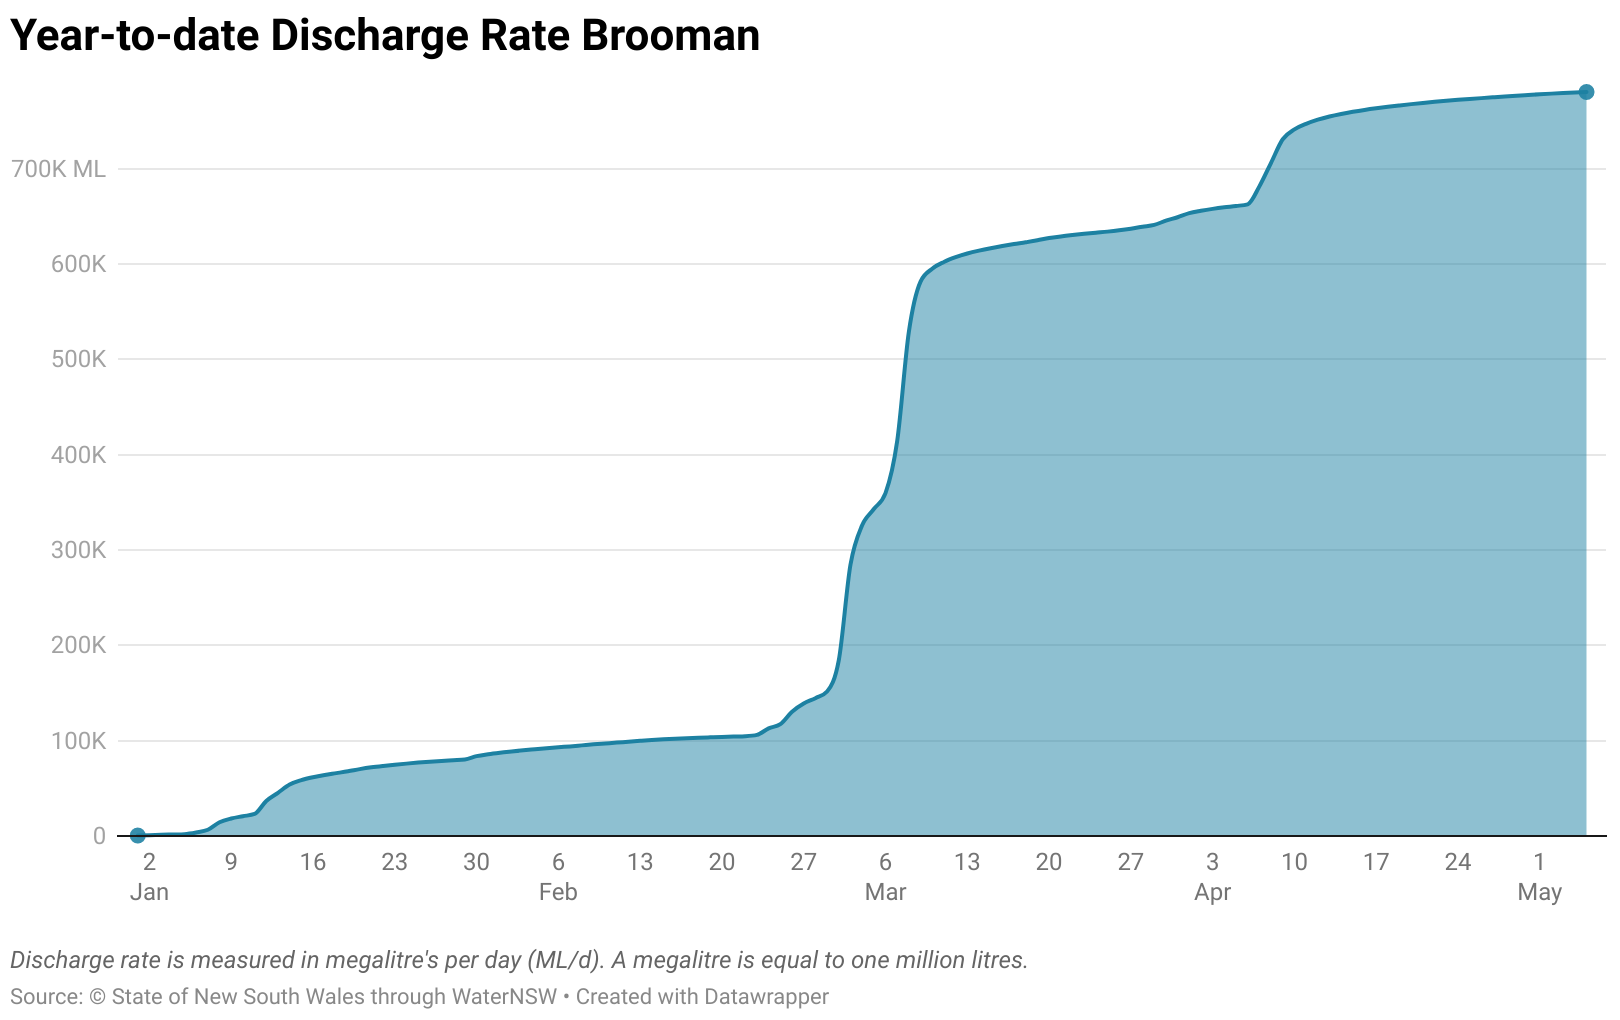 Year-to-date Discharge Rate Brooman
700K ML
600K
500K
400K
300K
200K
100K
0
2 9 16 23 30 6 13 20 27 6 13 20 27 3 10 17 24 1
Jan Feb Mar Apr May
Discharge rate is measured in megalitre's per day (ML/d). A megalitre is equal to one million litres.
Source: © State of New South Wales through WaterNSW • Created with Datawrapper